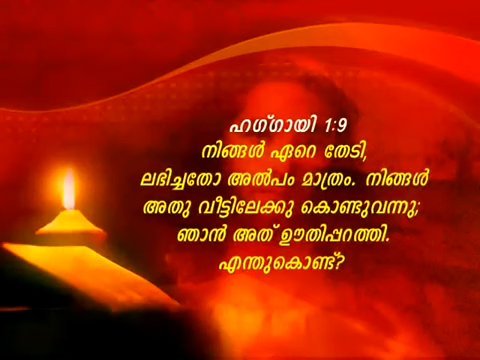 ഹഗ്ഗായി 1:9
നിങ്ങൾ ഏറെ തേടി,
ലഭിച്ചതോ അൽപം മാത്രം. നിങ്ങൾ
അതു വീട്ടിലേക്കു കൊണ്ടുവന്നു;
ഞാൻ അത് ഊതിപ്പറത്തി.
എന്തുകൊണ്ട്?